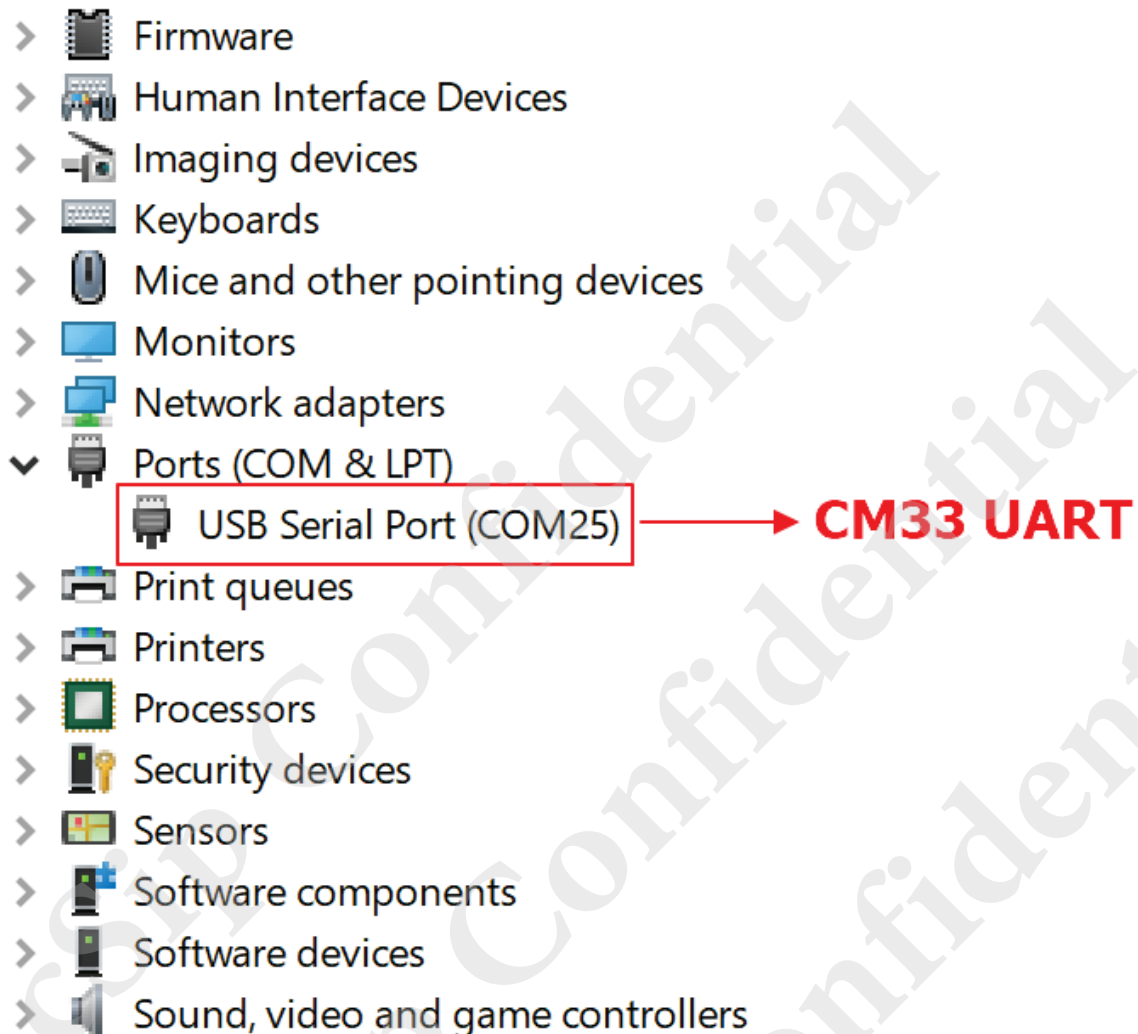 Firmware
Human Interface Devices
Imaging devices
Keyboards
Mice and other pointing devices
Monitors
Network adapters
Ports (COM & LPT)
USB Serial Port (COM25)
CM33 UART
Print queues
Printers
Processors
Security devices
Sensors
Software components
Software devices
Sound, video and game controllers
Confidential
Confidential